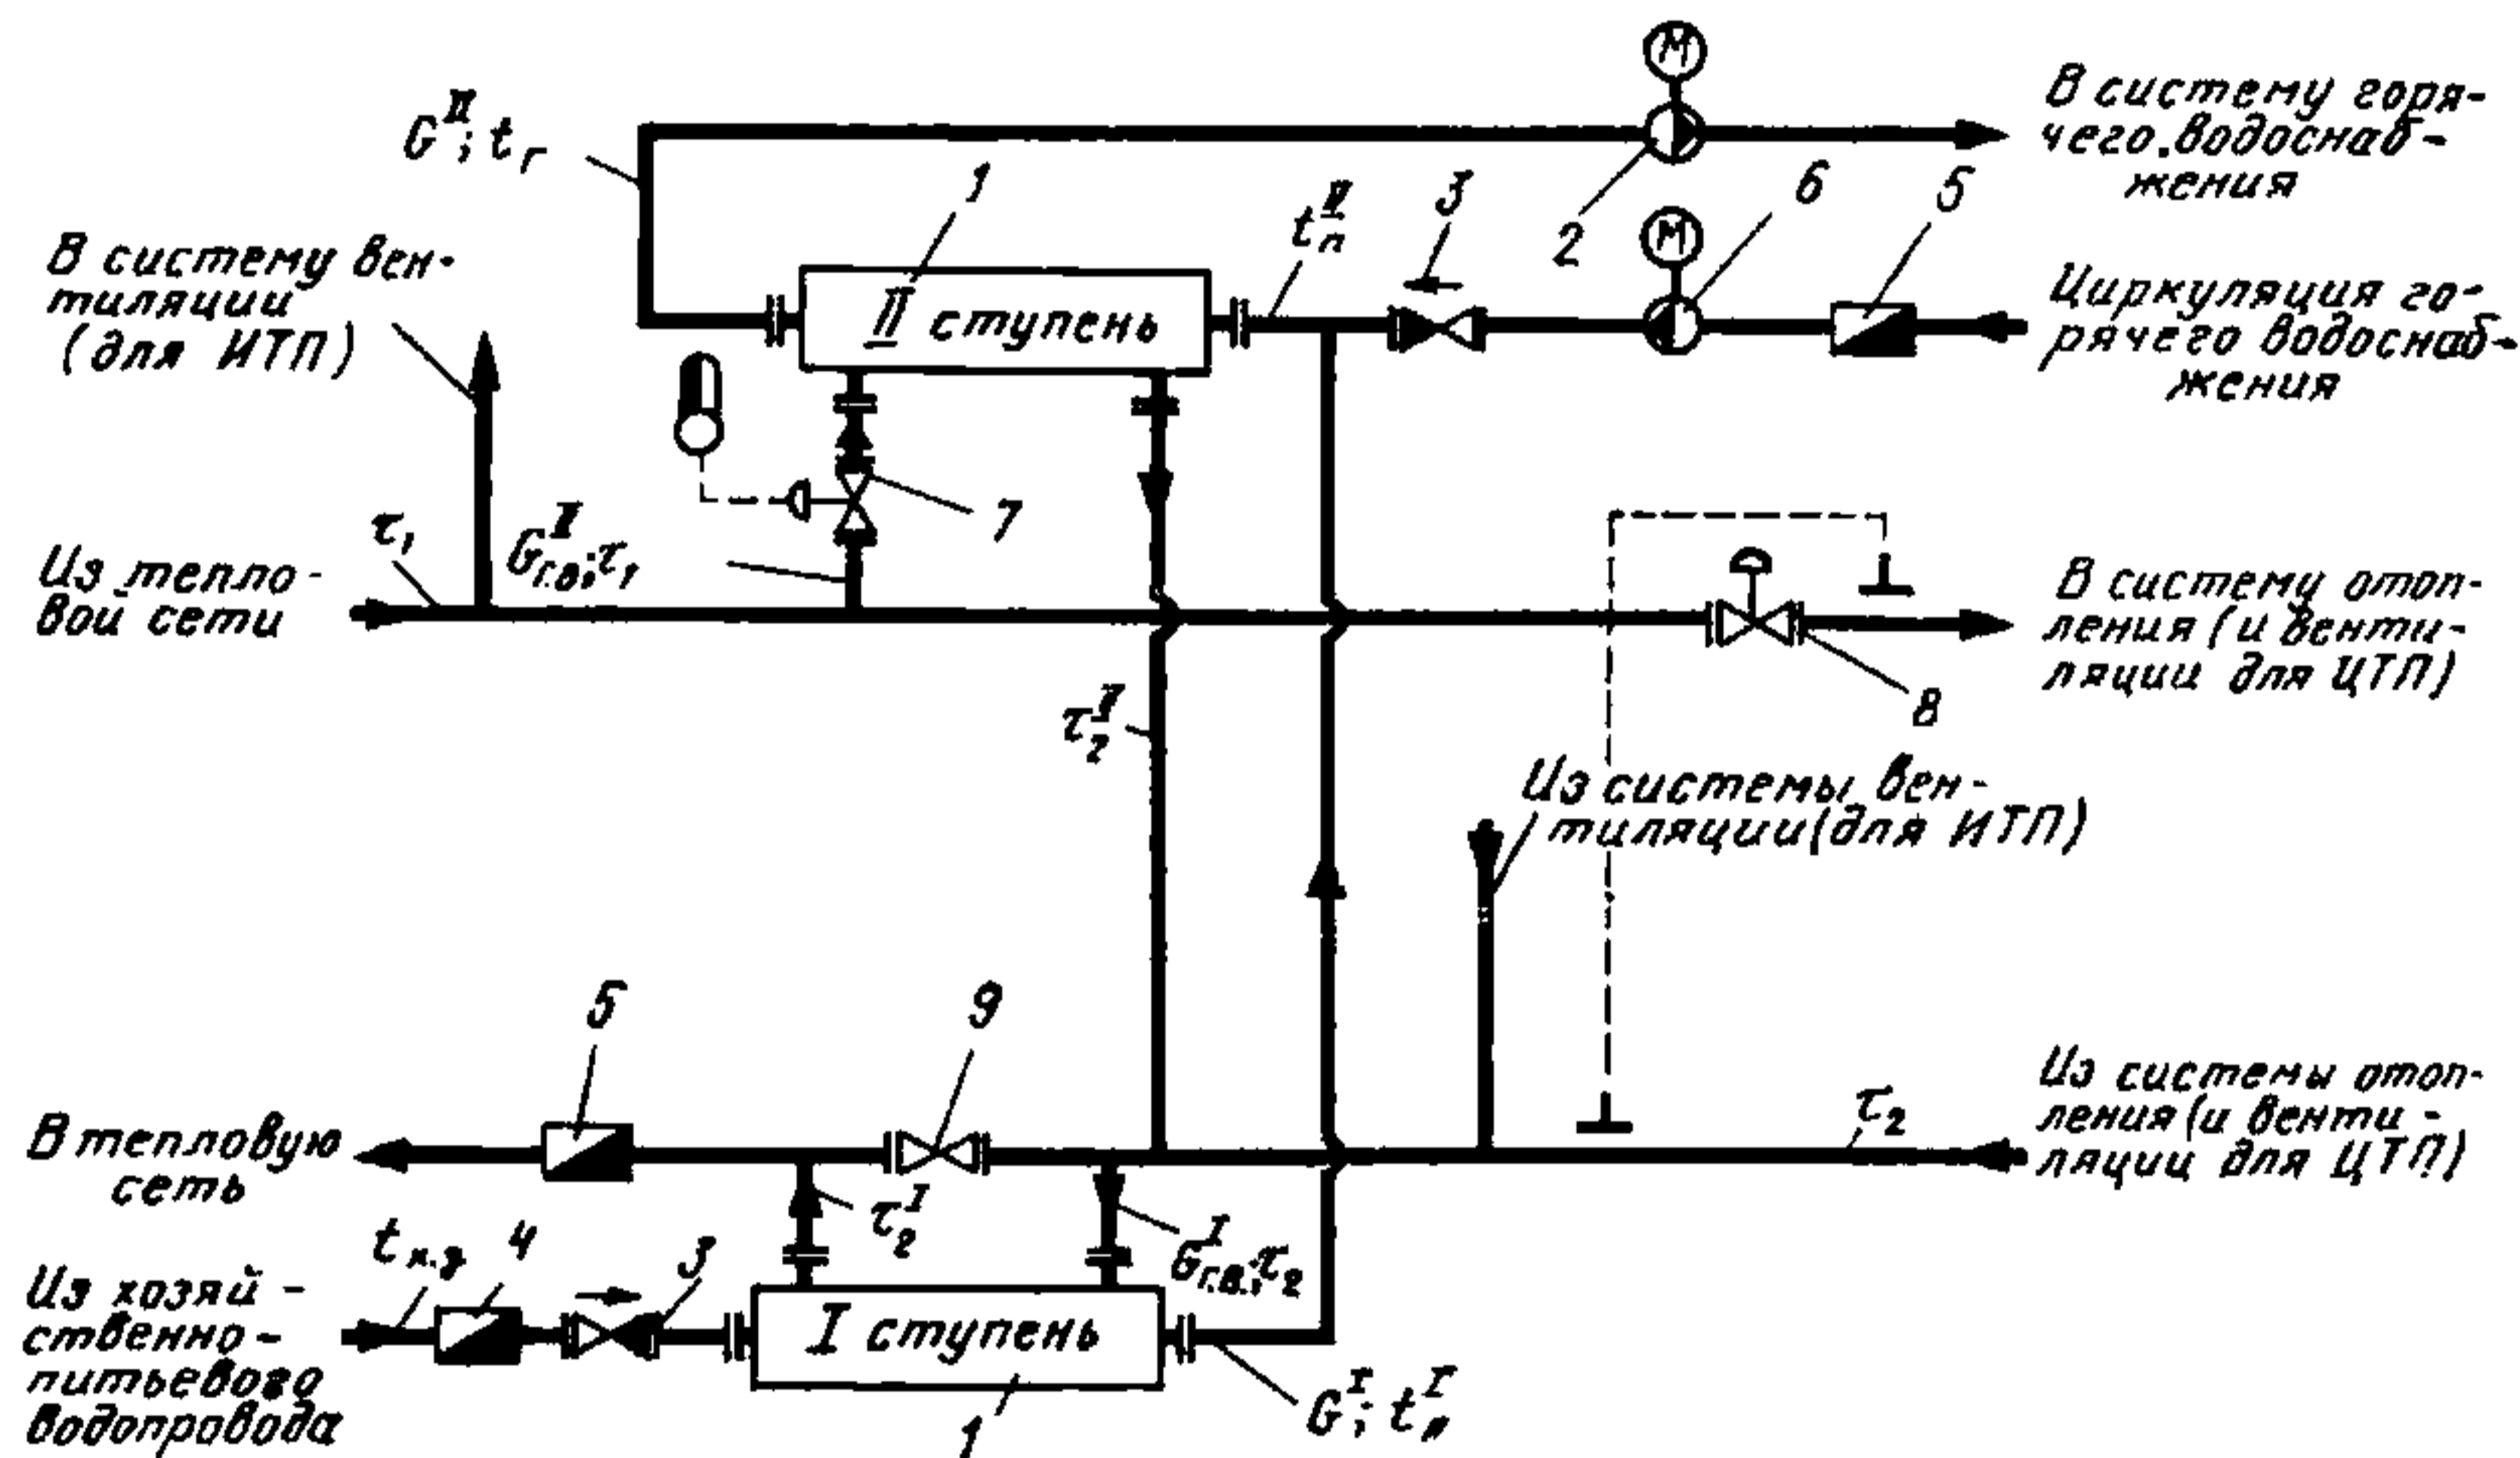 М
В систему горя-
чего.водоснаб-
жения
G^II; t_г
1
t_п^II
3
2
М
6
5
В систему вен-
тиляции
(для ИТП)
II ступень
Циркуляция го-
рячего водоснаб-
жения
7
τ_1
G^I_г.в.; τ_1
Из тепло-
вой сети
В систему отоп-
ления (и венти-
ляции для ЦТП)
8
τ_2^II
Из системы вен-
тиляции (для ИТП)
5
9
В тепловую
сеть
τ_2
Из системы отоп-
ления (и венти-
ляции для ЦТП)
τ_2^I
G^I_г.в.; τ_2
t_х.з
4
3
Из хозяй-
ственно-
питьевого
водопровода
I ступень
1
G^I; t_п^I